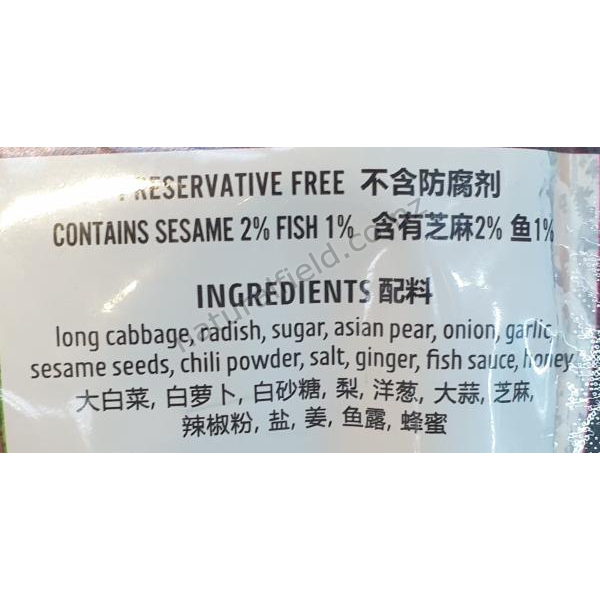 PRESERVATIVE FREE 不含防腐剂
CONTAINS SESAME 2% FISH 1% 含有芝麻2% 鱼1%
INGREDIENTS 配料
long cabbage, radish, sugar, asian pear, onion, garlic,
sesame seeds, chili powder, salt, ginger, fish sauce, honey
大白菜, 白萝卜, 白砂糖, 梨, 洋葱, 大蒜, 芝麻,
辣椒粉, 盐, 姜, 鱼露, 蜂蜜
naturalfield.co.nz